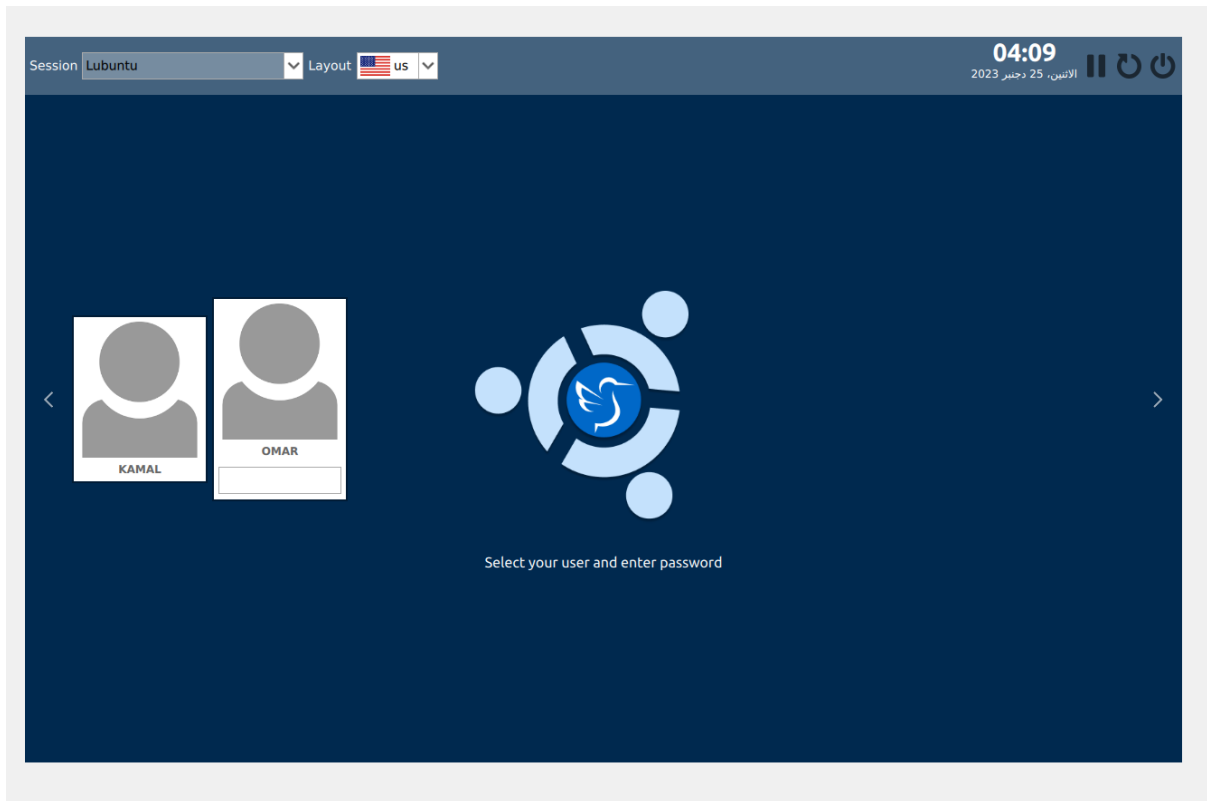 Session Lubuntu Layout us
04:09
الاثنين، 25 دجنبر 2023
KAMAL
OMAR
Select your user and enter password